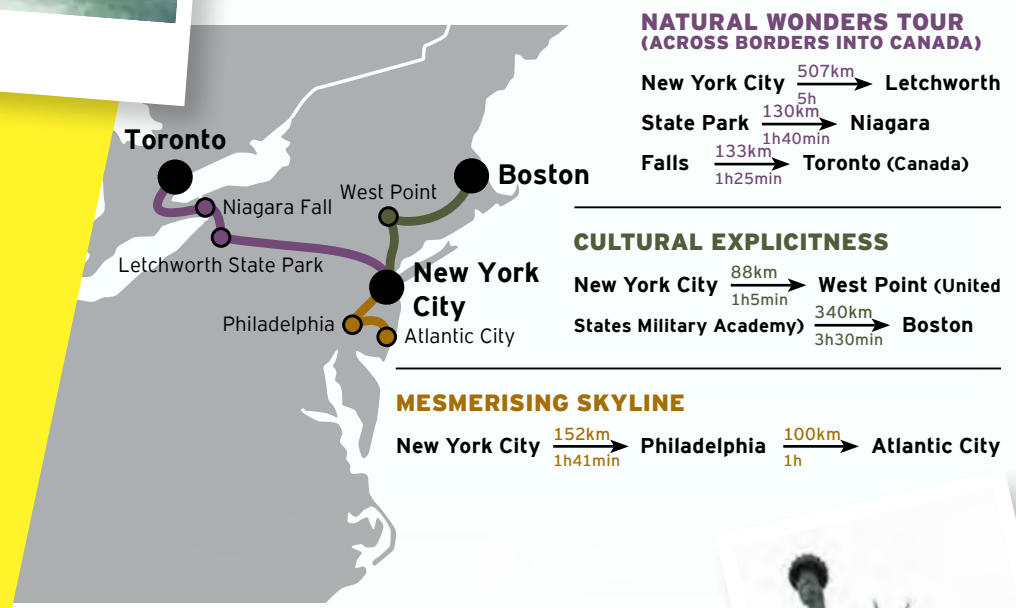 NATURAL WONDERS TOUR
(ACROSS BORDERS INTO CANADA)
New York City 507km 5h Letchworth
State Park 130km 1h40min Niagara
Falls 133km 1h25min Toronto (Canada)
Toronto
Boston
West Point
Niagara Fall
Letchworth State Park
New York
City
Philadelphia
Atlantic City
CULTURAL EXPLICITNESS
New York City 88km 1h5min West Point (United
States Military Academy) 340km 3h30min Boston
MESMERISING SKYLINE
New York City 152km 1h41min Philadelphia 100km 1h Atlantic City